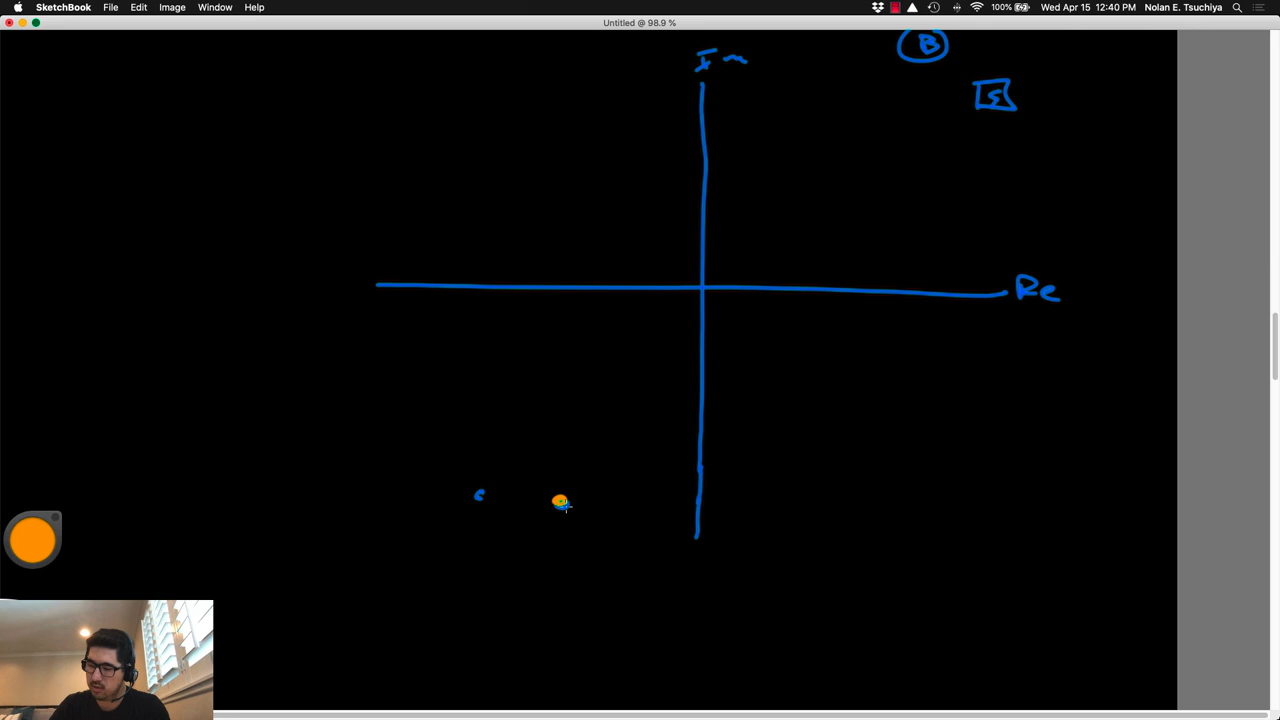 SketchBook File Edit Image Window Help 100% Wed Apr 15 12:40 PM Nolan E. Tsuchiya
Untitled @ 98.9 %
B
Im
S
Re